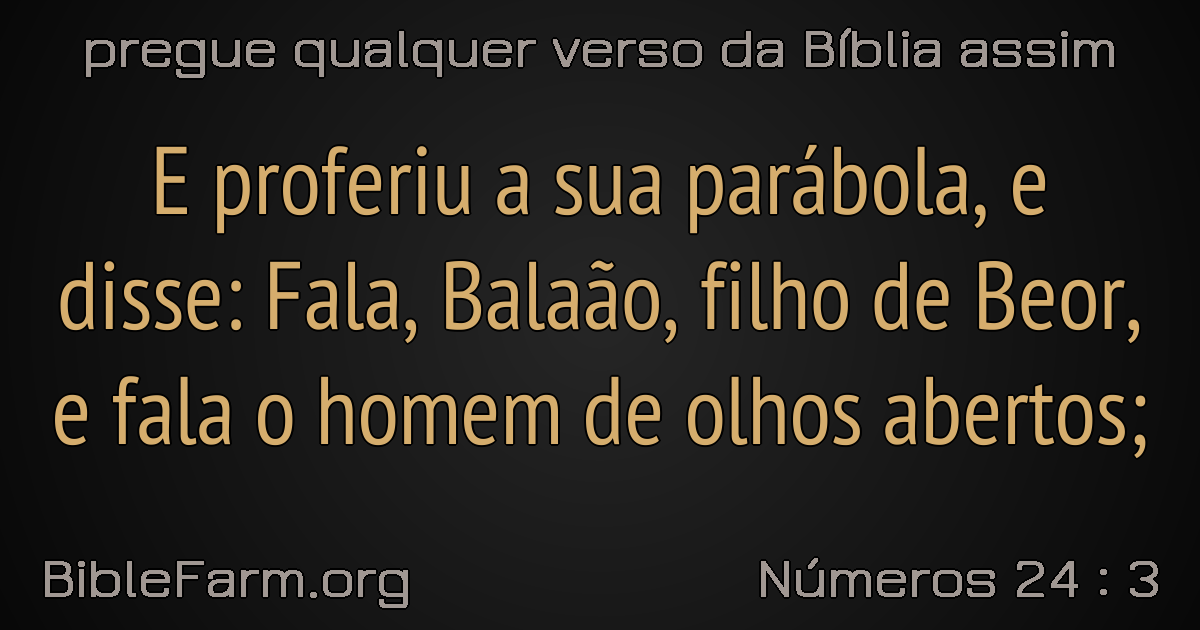 pregue qualquer verso da Bíblia assim
E proferiu a sua parábola, e
disse: Fala, Balaão, filho de Beor,
e fala o homem de olhos abertos;
BibleFarm.org
Números 24 : 3